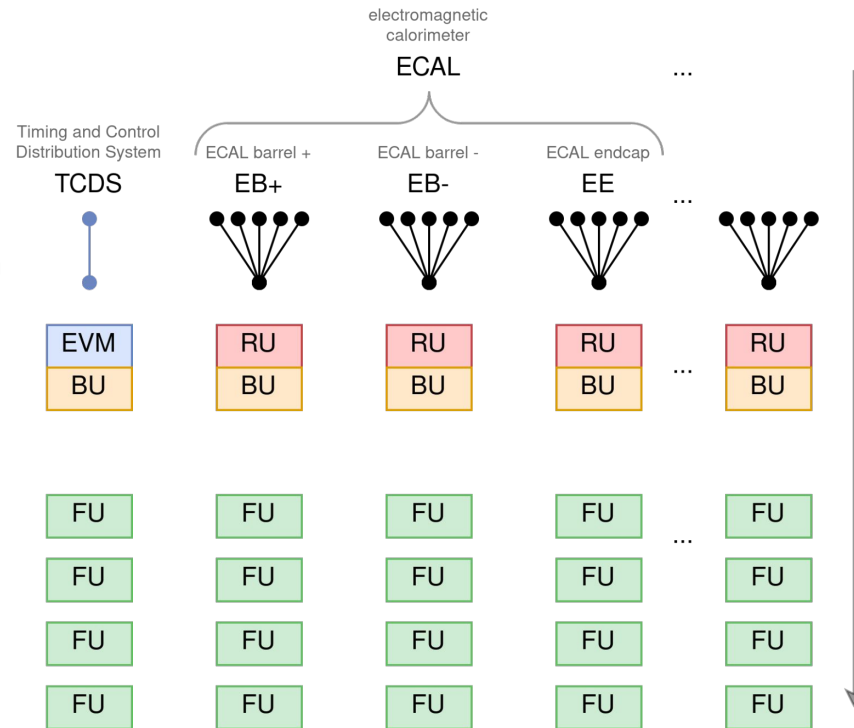 electromagnetic
calorimeter
ECAL
...
Timing and Control
Distribution System
TCDS
ECAL barrel +
EB+
ECAL barrel -
EB-
ECAL endcap
EE
...
EVM RU RU RU RU
...
BU BU BU BU BU
FU FU FU FU FU
...
FU FU FU FU FU
FU FU FU FU FU
FU FU FU FU FU